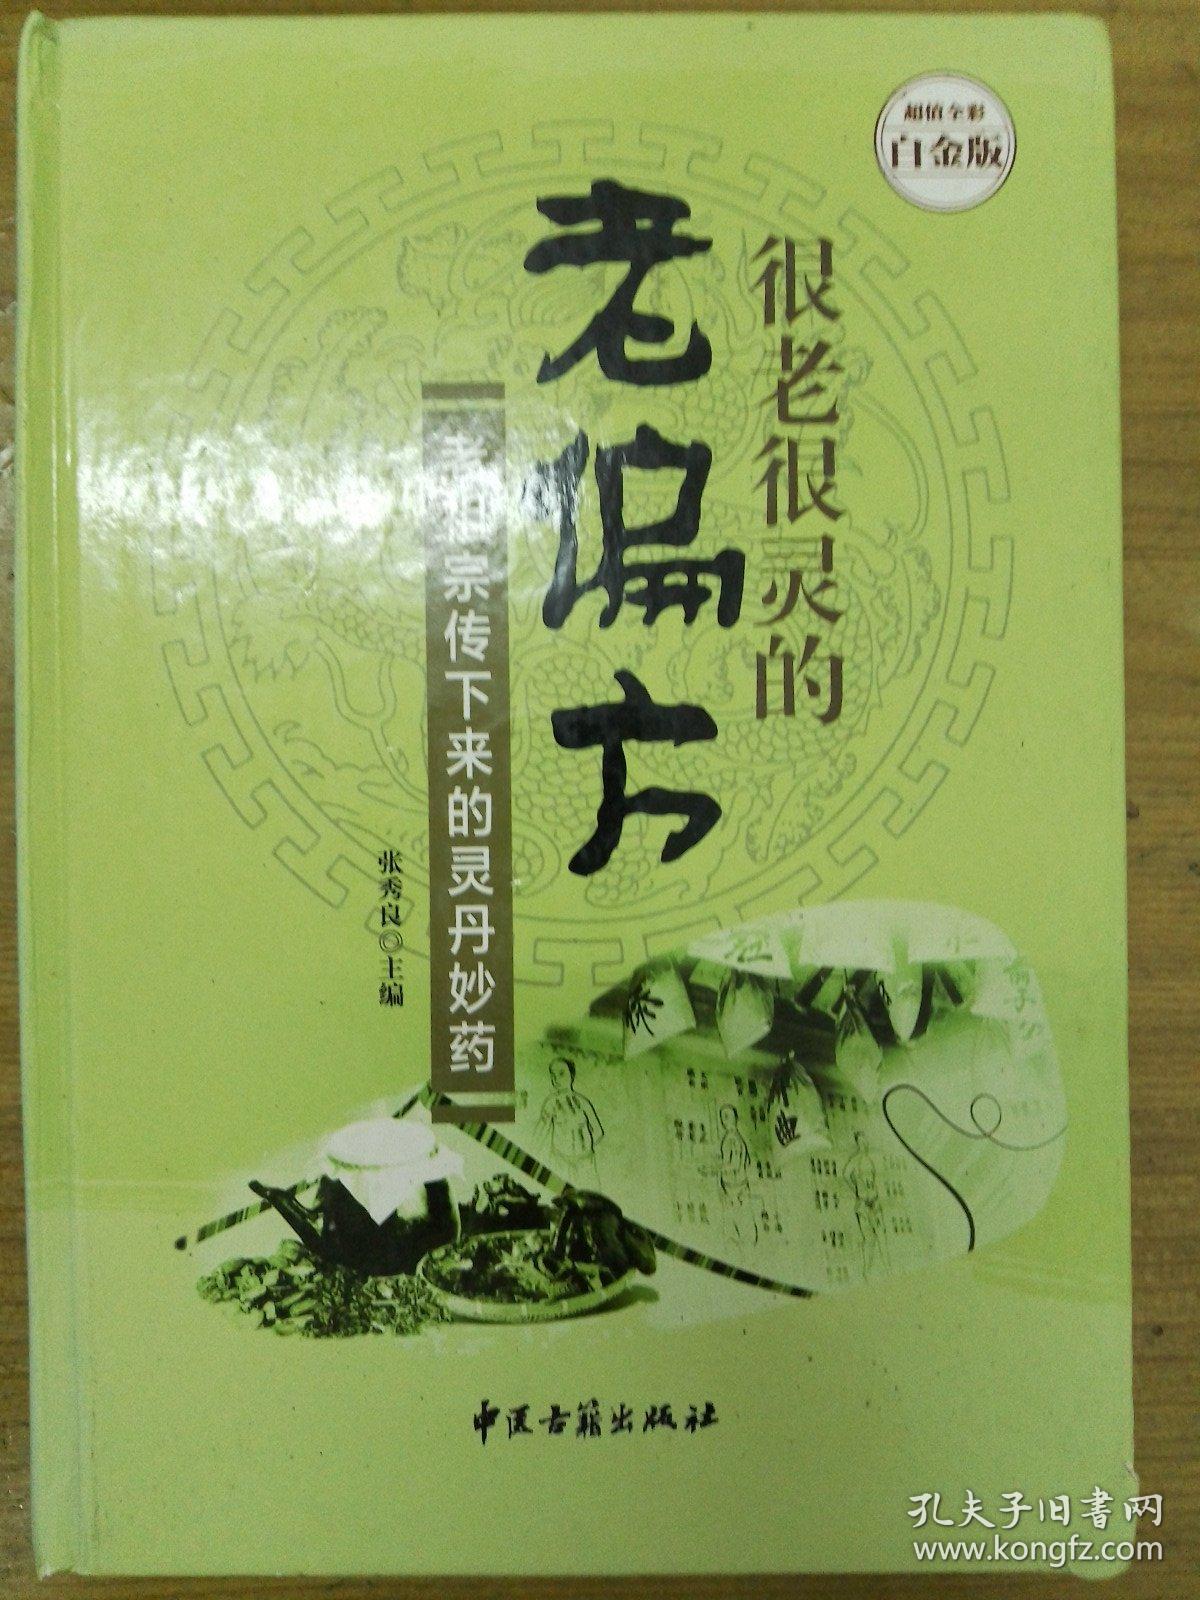 超值全彩
白金版
很老很灵的
老偏方
老祖宗传下来的灵丹妙药
张秀良◎主编
中医古籍出版社
孔夫子旧书网
www.kongfz.com